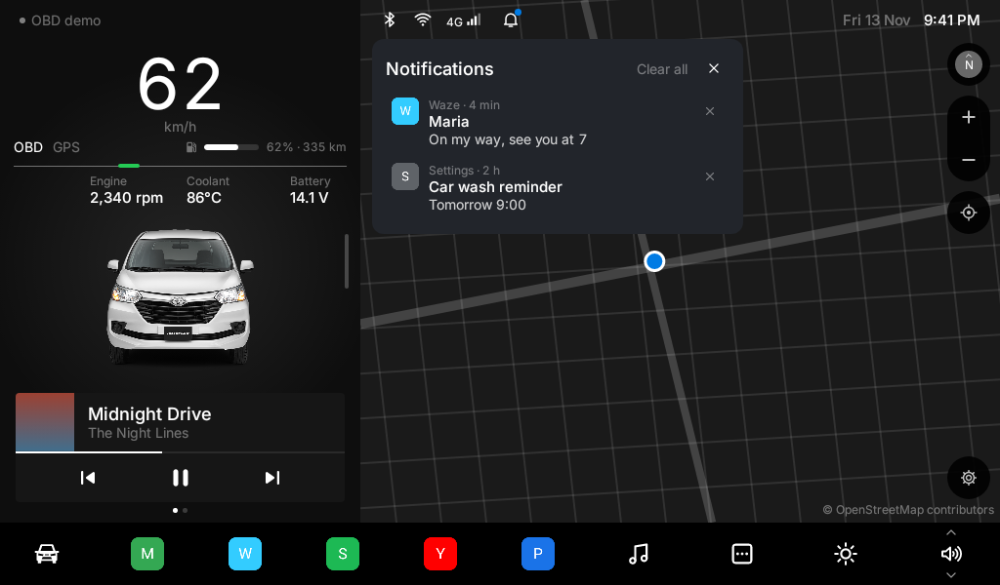 OBD demo
62
km/h
OBD GPS
62% · 335 km
Engine
2,340 rpm
Coolant
86°C
Battery
14.1 V
Midnight Drive
The Night Lines
4G
Fri 13 Nov 9:41 PM
Notifications
Clear all
W
Waze · 4 min
Maria
On my way, see you at 7
S
Settings · 2 h
Car wash reminder
Tomorrow 9:00
N
© OpenStreetMap contributors
M
W
S
Y
P